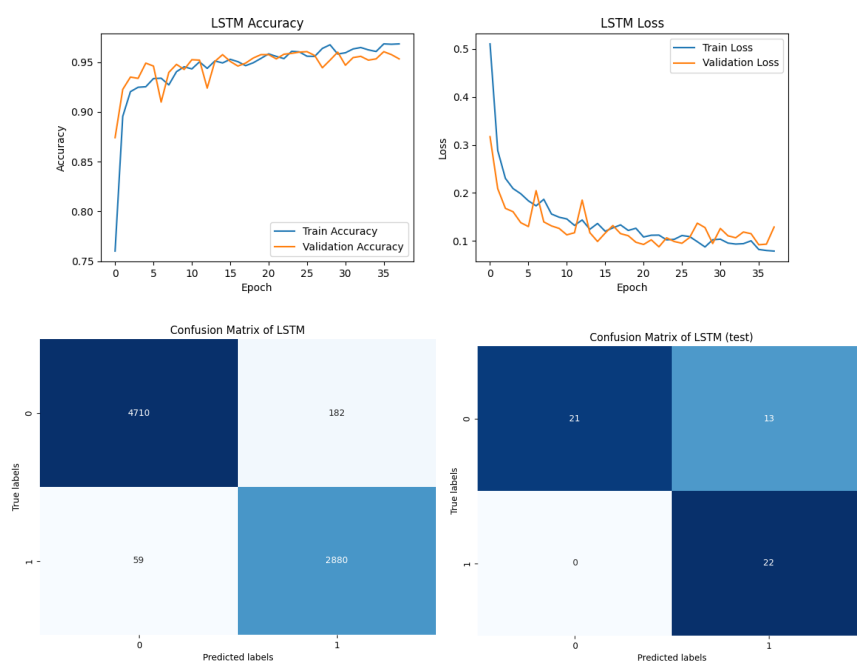 LSTM Accuracy
0.95
0.90
0.85
0.80
0.75
Accuracy
Train Accuracy
Validation Accuracy
0 5 10 15 20 25 30 35
Epoch
LSTM Loss
0.5
0.4
0.3
0.2
0.1
Loss
Train Loss
Validation Loss
0 5 10 15 20 25 30 35
Epoch
Confusion Matrix of LSTM
True labels
0
4710 182
1
59 2880
0 1
Predicted labels
Confusion Matrix of LSTM (test)
True labels
0
21 13
1
0 22
0 1
Predicted labels